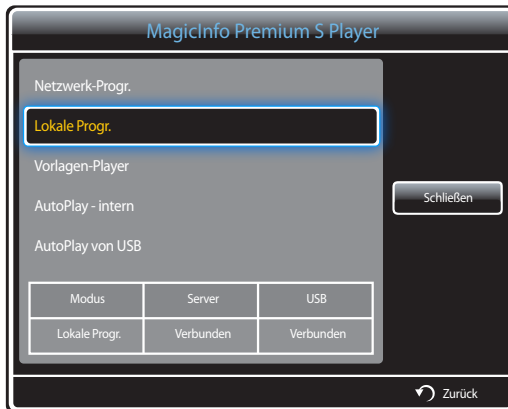 MagicInfo Premium S Player
Netzwerk-Progr.
Lokale Progr.
Vorlagen-Player
AutoPlay - intern
AutoPlay von USB
Schließen
Modus Server USB
Lokale Progr. Verbunden Verbunden
Zurück